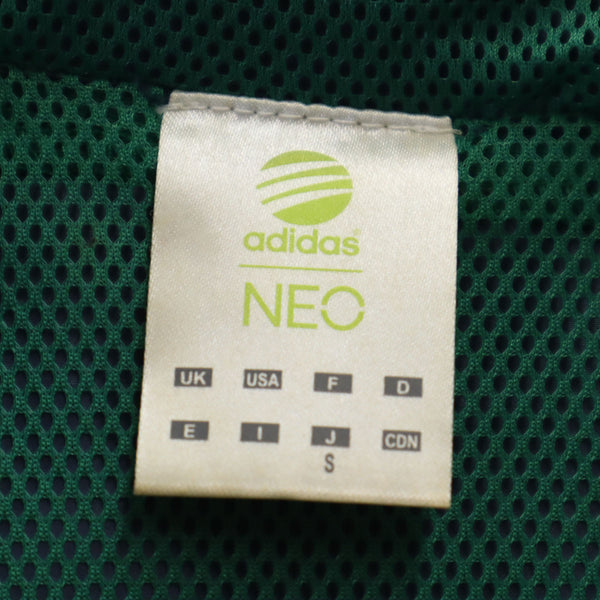 adidas
NEO
UK USA F D
E I J CDN
S